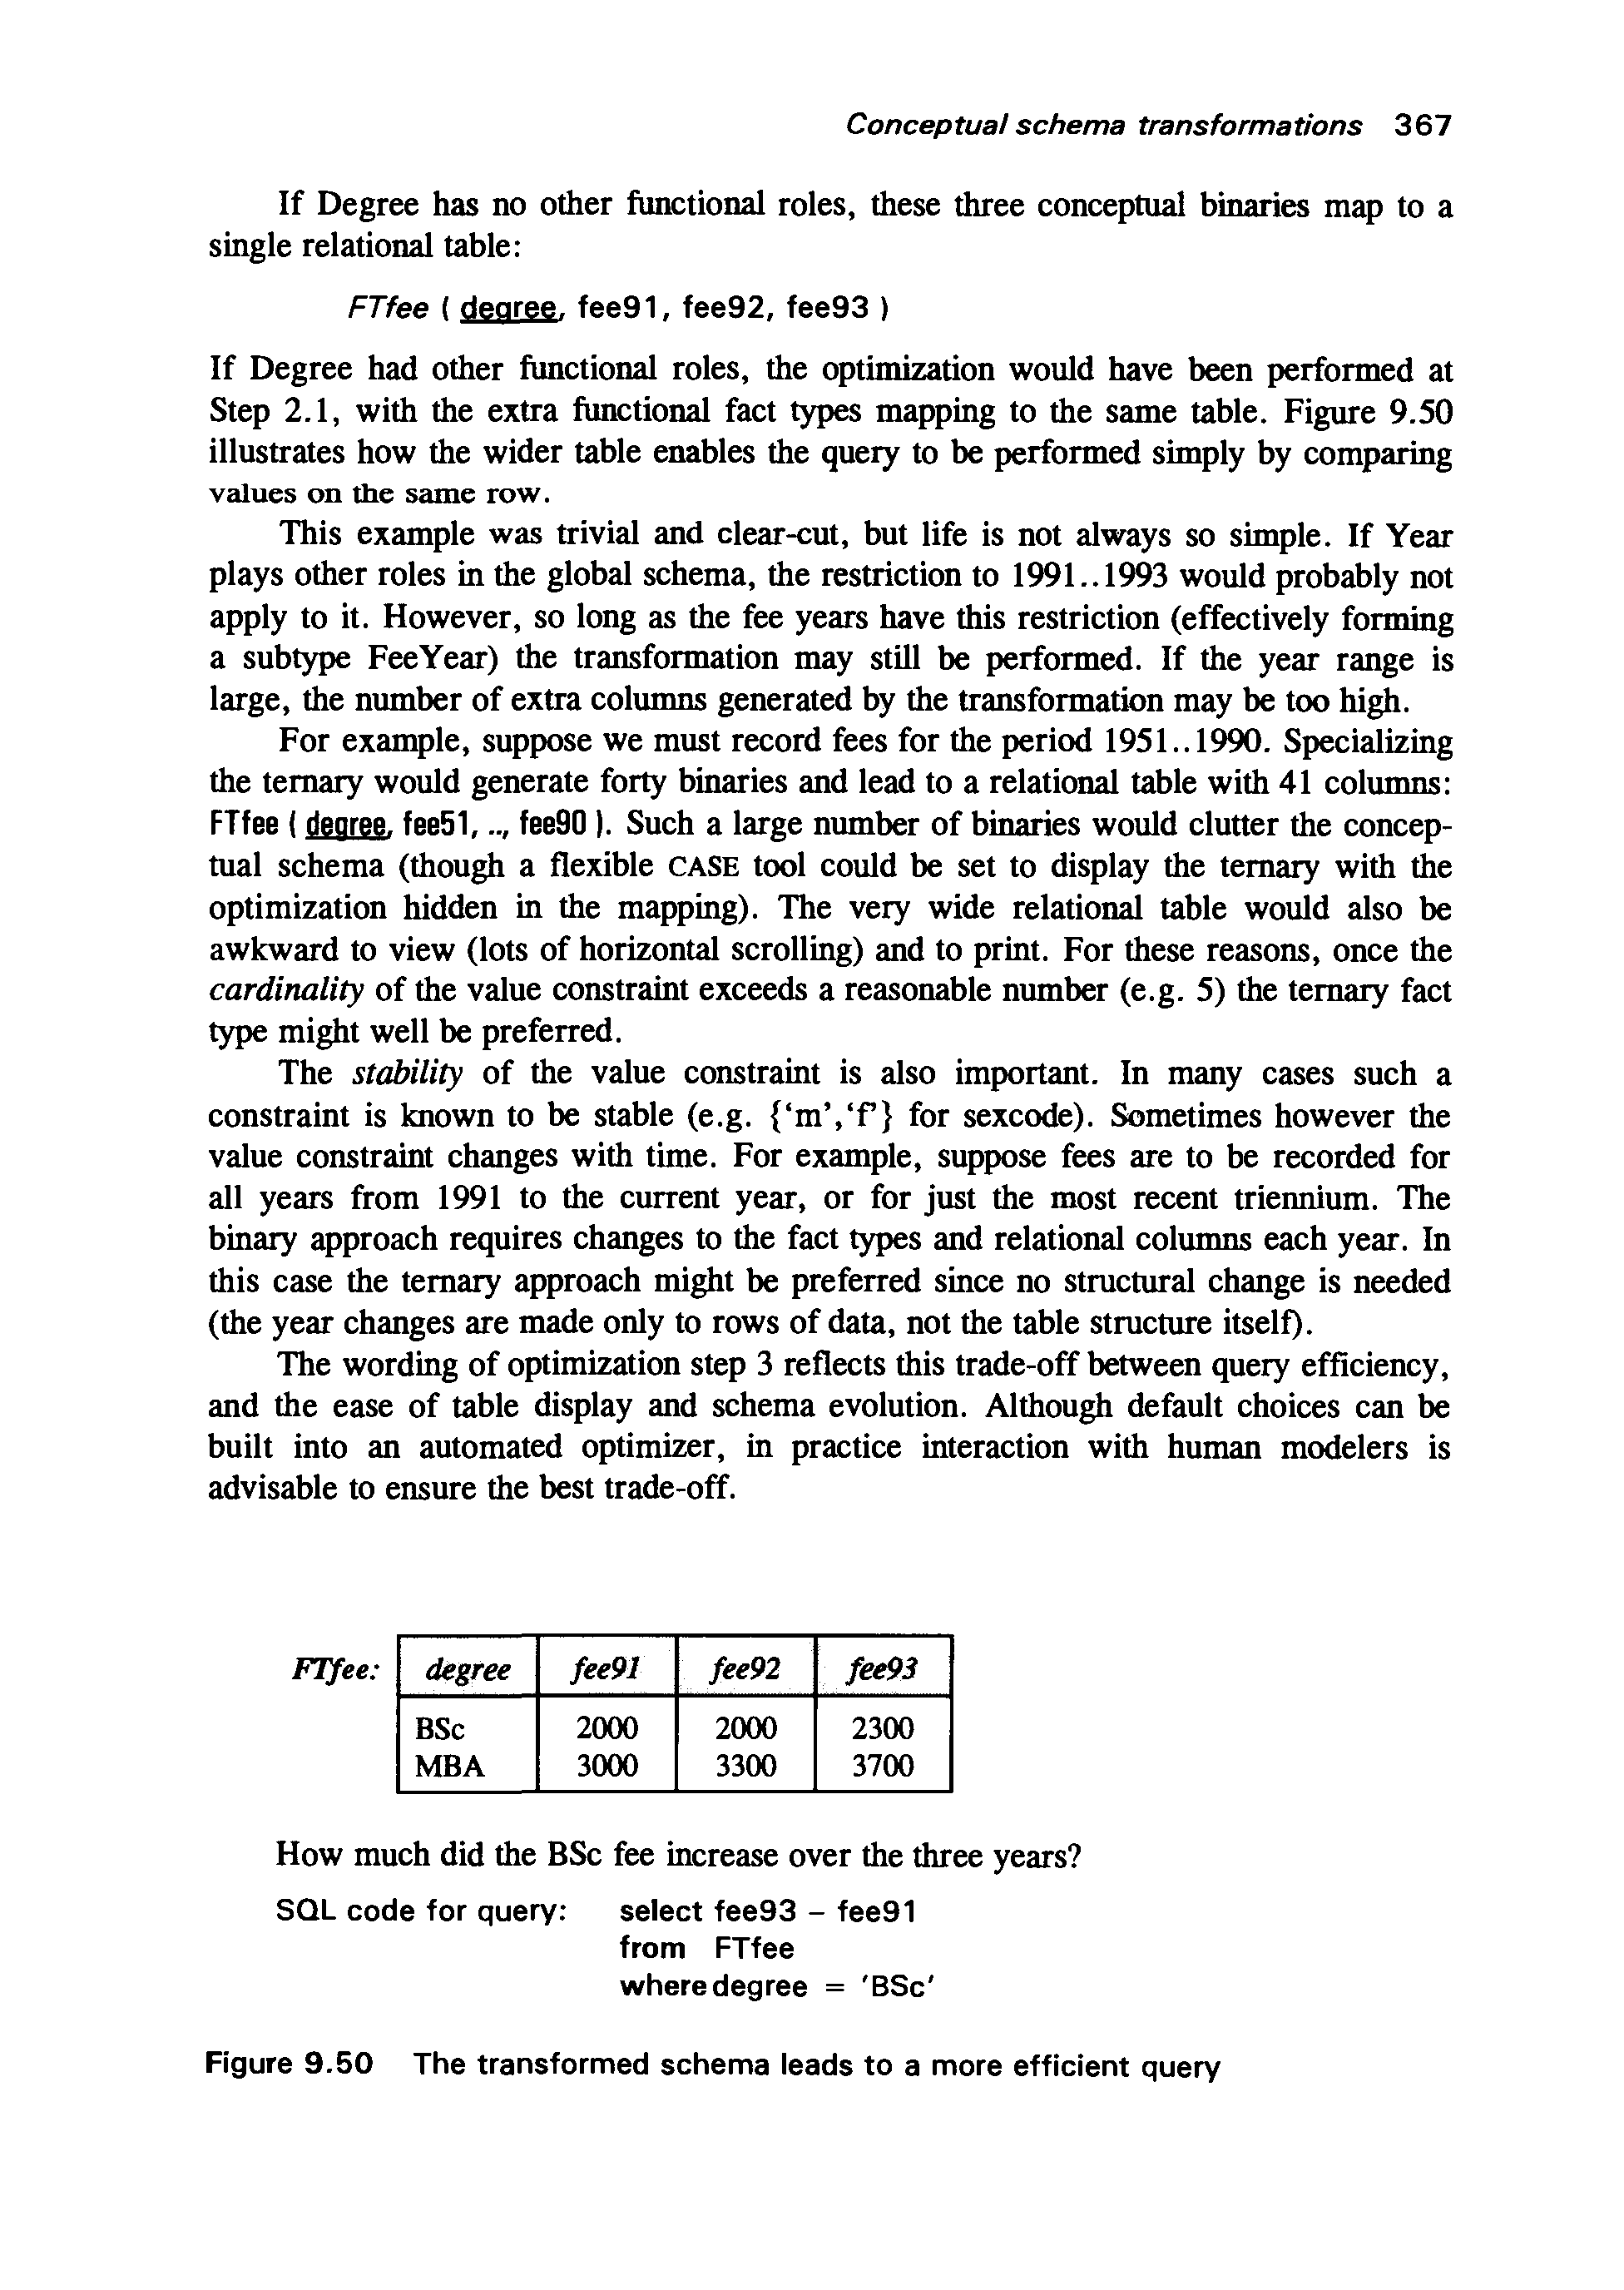 Conceptual schema transformations 367
If Degree has no other functional roles, these three conceptual binaries map to a
single relational table:
FTfee ( degree, fee91, fee92, fee93 )
If Degree had other functional roles, the optimization would have been performed at
Step 2.1, with the extra functional fact types mapping to the same table. Figure 9.50
illustrates how the wider table enables the query to be performed simply by comparing
values on the same row.
This example was trivial and clear-cut, but life is not always so simple. If Year
plays other roles in the global schema, the restriction to 1991..1993 would probably not
apply to it. However, so long as the fee years have this restriction (effectively forming
a subtype FeeYear) the transformation may still be performed. If the year range is
large, the number of extra columns generated by the transformation may be too high.
For example, suppose we must record fees for the period 1951..1990. Specializing
the ternary would generate forty binaries and lead to a relational table with 41 columns:
FTfee ( degree, fee51, .., fee90 ). Such a large number of binaries would clutter the concep-
tual schema (though a flexible CASE tool could be set to display the ternary with the
optimization hidden in the mapping). The very wide relational table would also be
awkward to view (lots of horizontal scrolling) and to print. For these reasons, once the
cardinality of the value constraint exceeds a reasonable number (e.g. 5) the ternary fact
type might well be preferred.
The stability of the value constraint is also important. In many cases such a
constraint is known to be stable (e.g. {‘m’,‘f’} for sexcode). Sometimes however the
value constraint changes with time. For example, suppose fees are to be recorded for
all years from 1991 to the current year, or for just the most recent triennium. The
binary approach requires changes to the fact types and relational columns each year. In
this case the ternary approach might be preferred since no structural change is needed
(the year changes are made only to rows of data, not the table structure itself).
The wording of optimization step 3 reflects this trade-off between query efficiency,
and the ease of table display and schema evolution. Although default choices can be
built into an automated optimizer, in practice interaction with human modelers is
advisable to ensure the best trade-off.
FTfee: degree fee91 fee92 fee93
BSc 2000 2000 2300
MBA 3000 3300 3700
How much did the BSc fee increase over the three years?
SQL code for query: select fee93 – fee91
from FTfee
where degree = 'BSc'
Figure 9.50 The transformed schema leads to a more efficient query